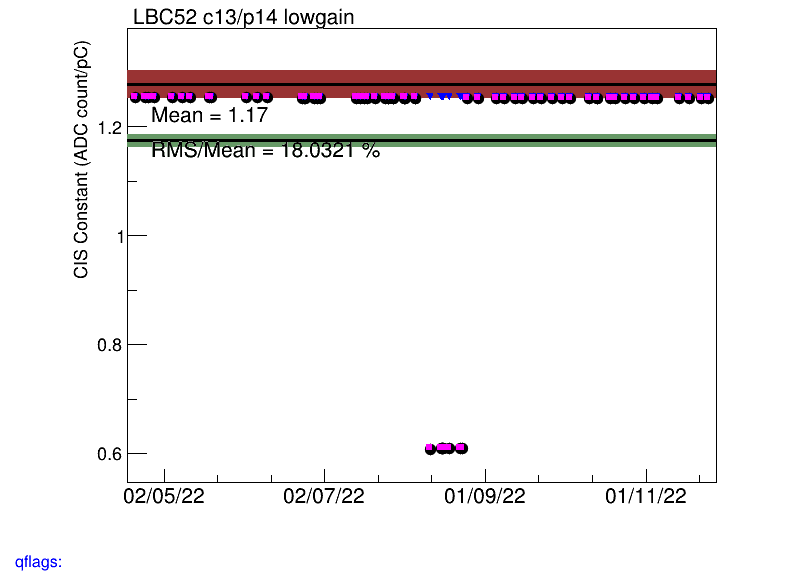 LBC52 c13/p14 lowgain
CIS Constant (ADC count/pC)
Mean = 1.17
1.2
RMS/Mean = 18.0321 %
1
0.8
0.6
02/05/22 02/07/22 01/09/22 01/11/22
qflags: